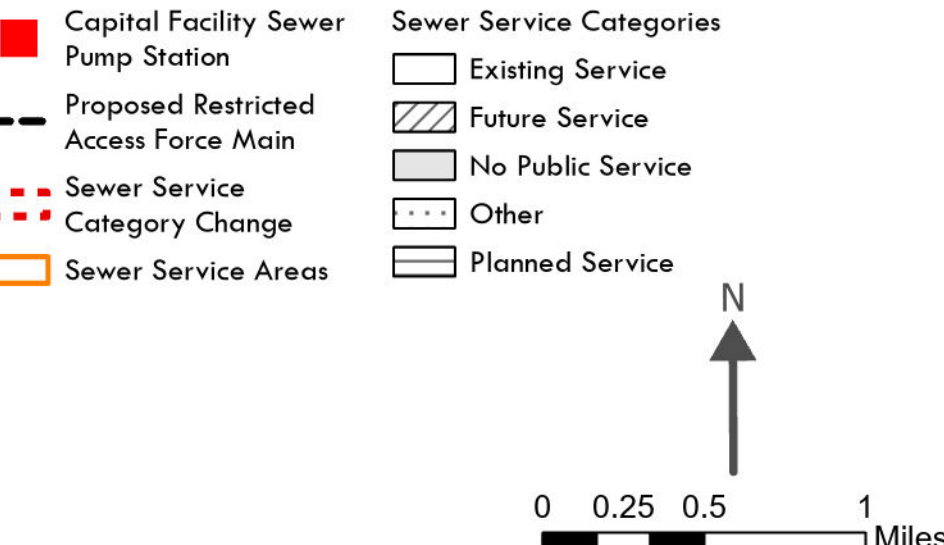 Capital Facility Sewer
Pump Station
Proposed Restricted
Access Force Main
Sewer Service
Category Change
Sewer Service Areas
Sewer Service Categories
Existing Service
Future Service
No Public Service
Other
Planned Service
N
0 0.25 0.5 1
Miles